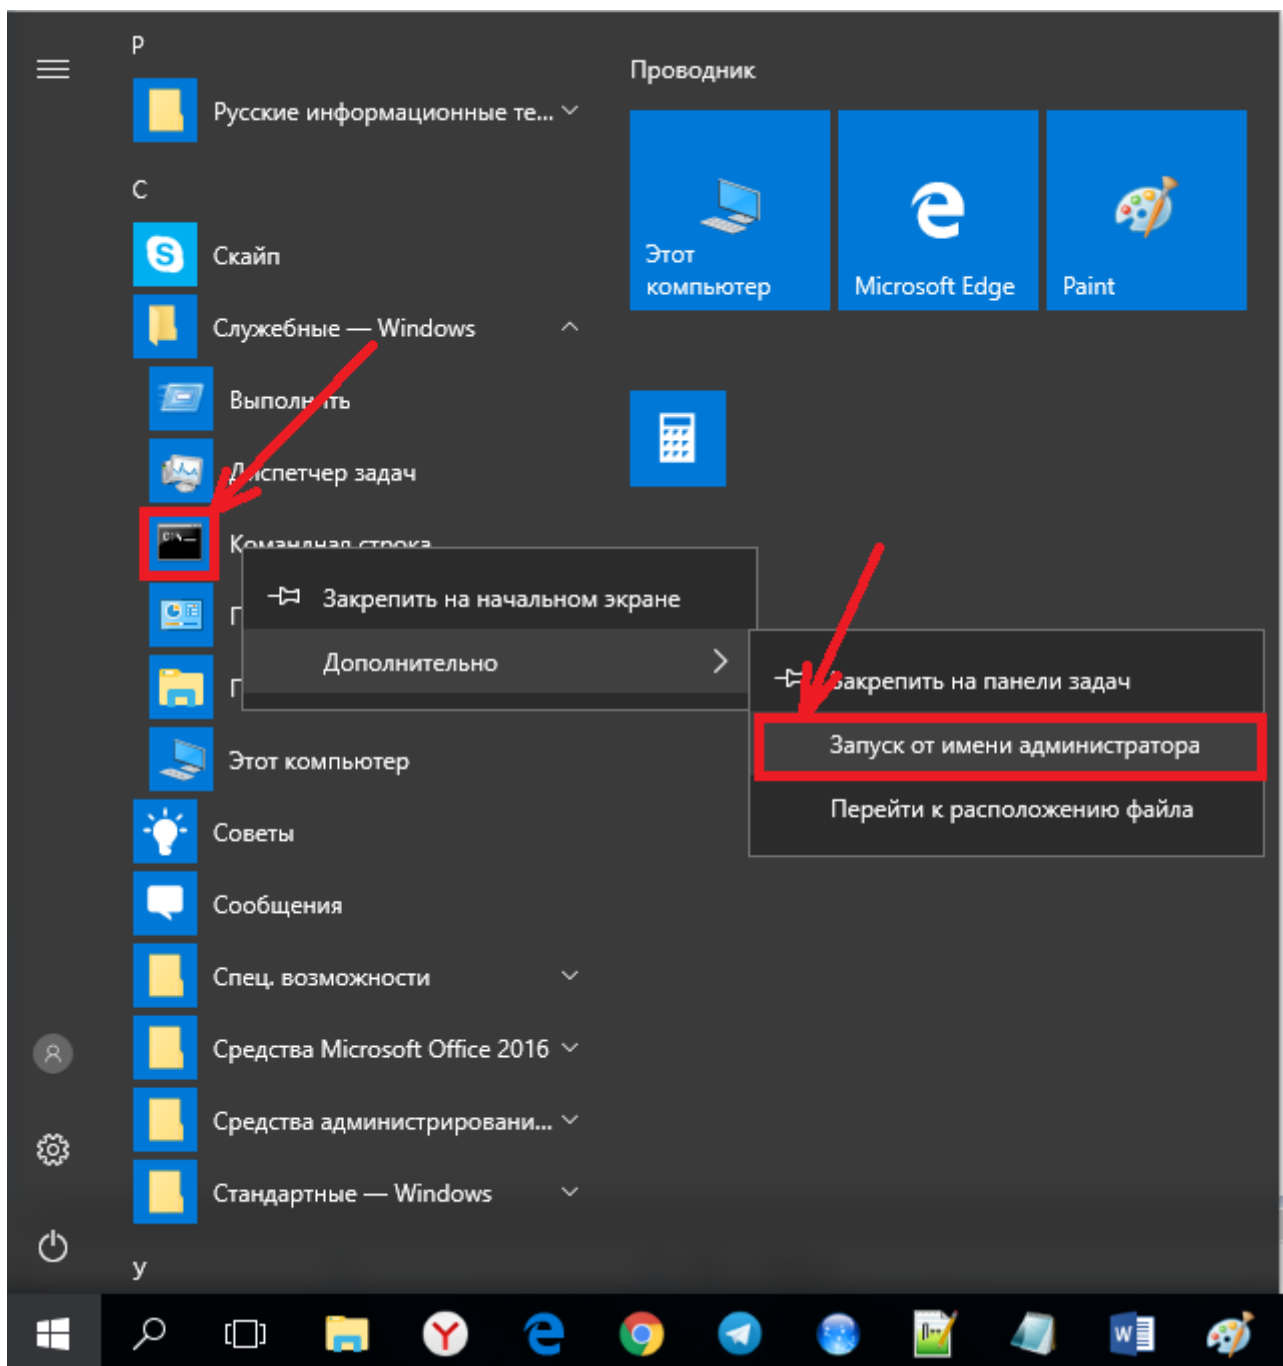 Р
Русские информационные те...
С
Скайп
Служебные — Windows
Выполнить
Диспетчер задач
Командная строка
П
П
Этот компьютер
Советы
Сообщения
Спец. возможности
Средства Microsoft Office 2016
Средства администрировани...
Стандартные — Windows
У
Проводник
Этот
компьютер
Microsoft Edge
Paint
Закрепить на начальном экране
Дополнительно
Закрепить на панели задач
Запуск от имени администратора
Перейти к расположению файла